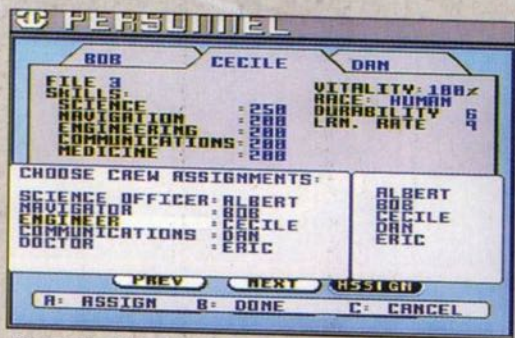 PERSONNEL
BOB CECILE DAN
FILE 3
SKILLS:
SCIENCE :250
NAVIGATION :200
ENGINEERING :200
COMMUNICATIONS:200
MEDICINE :200
VITALITY:100%
RACE: HUMAN
DURABILITY 6
LRN. RATE 9
CHOOSE CREW ASSIGNMENTS:
SCIENCE OFFICER:ALBERT
NAVIGATOR :BOB
ENGINEER :CECILE
COMMUNICATIONS :DAN
DOCTOR :ERIC
ALBERT
BOB
CECILE
DAN
ERIC
PREV NEXT ASSIGN
A: ASSIGN B: DONE C: CANCEL